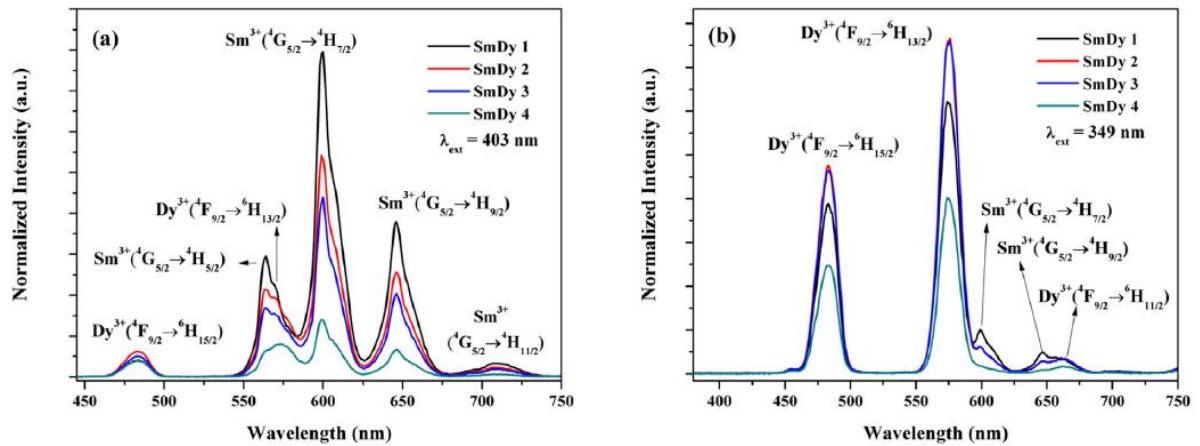 (a)
Sm³⁺(⁴G₅/₂→⁴H₇/₂)
SmDy 1
SmDy 2
SmDy 3
SmDy 4
λext = 403 nm
Dy³⁺(⁴F₉/₂→⁶H₁₃/₂)
Sm³⁺(⁴G₅/₂→⁴H₉/₂)
Sm³⁺(⁴G₅/₂→⁴H₅/₂)
Dy³⁺(⁴F₉/₂→⁶H₁₅/₂)
Sm³⁺
(⁴G₅/₂→⁴H₁₁/₂)
Normalized Intensity (a.u.)
450 500 550 600 650 700 750
Wavelength (nm)
(b)
Dy³⁺(⁴F₉/₂→⁶H₁₃/₂)
SmDy 1
SmDy 2
SmDy 3
SmDy 4
λext = 349 nm
Dy³⁺(⁴F₉/₂→⁶H₁₅/₂)
Sm³⁺(⁴G₅/₂→⁴H₇/₂)
Sm³⁺(⁴G₅/₂→⁴H₉/₂)
Dy³⁺(⁴F₉/₂→⁶H₁₁/₂)
Normalized Intensity (a.u.)
400 450 500 550 600 650 700 750
Wavelength (nm)